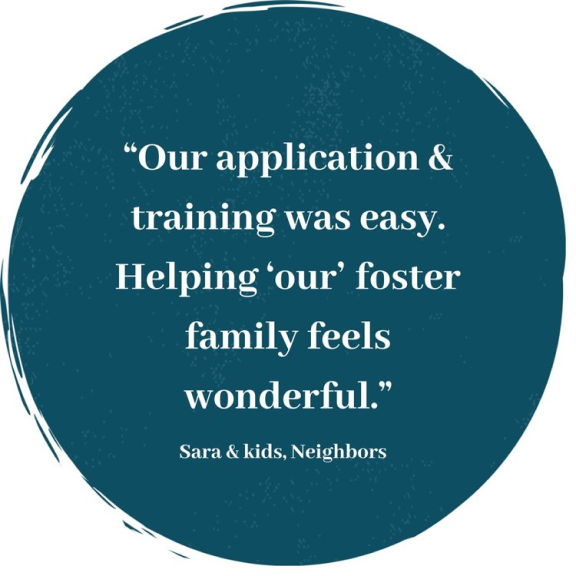 “Our application &
training was easy.
Helping ‘our’ foster
family feels
wonderful.”
Sara & kids, Neighbors